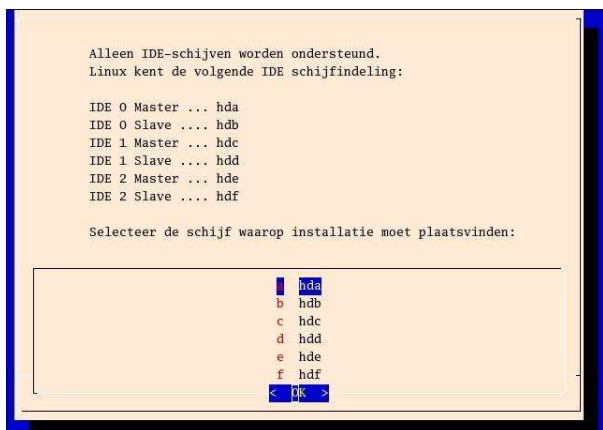 Alleen IDE-schijven worden ondersteund.
Linux kent de volgende IDE schijfindeling:
IDE 0 Master ... hda
IDE 0 Slave .... hdb
IDE 1 Master ... hdc
IDE 1 Slave .... hdd
IDE 2 Master ... hde
IDE 2 Slave .... hdf
Selecteer de schijf waarop installatie moet plaatsvinden:
a hda
b hdb
c hdc
d hdd
e hde
f hdf
< OK >